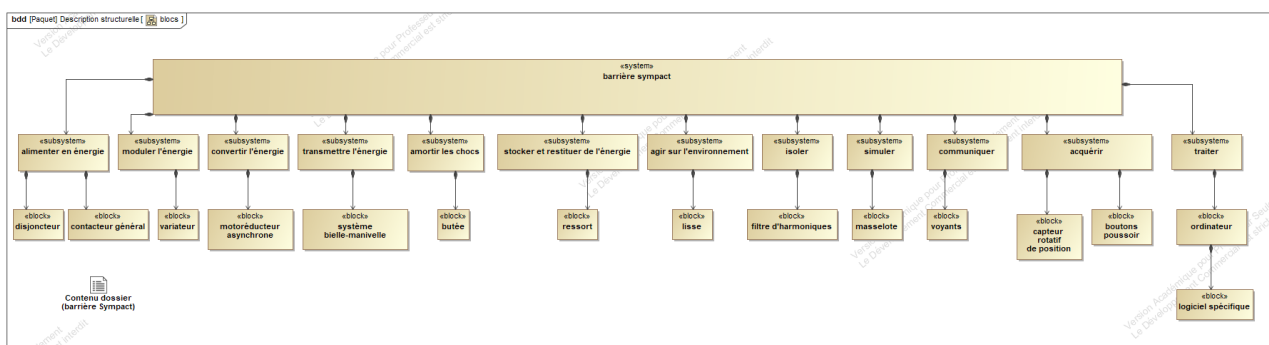 bdd [Paquet] Description structurelle [ blocs ]
«system»
barrière sympact
«subsystem»
alimenter en énergie
«subsystem»
moduler l'énergie
«subsystem»
convertir l'énergie
«subsystem»
transmettre l'énergie
«subsystem»
amortir les chocs
«subsystem»
stocker et restituer de l'énergie
«subsystem»
agir sur l'environnement
«subsystem»
isoler
«subsystem»
simuler
«subsystem»
communiquer
«subsystem»
acquérir
«subsystem»
traiter
«block»
disjoncteur
«block»
contacteur général
«block»
variateur
«block»
motoréducteur
asynchrone
«block»
système
bielle-manivelle
«block»
butée
«block»
ressort
«block»
lisse
«block»
filtre d'harmoniques
«block»
masselote
«block»
voyants
«block»
capteur
rotatif
de position
«block»
boutons
poussoir
«block»
ordinateur
«block»
logiciel spécifique
Contenu dossier
(barrière Sympact)